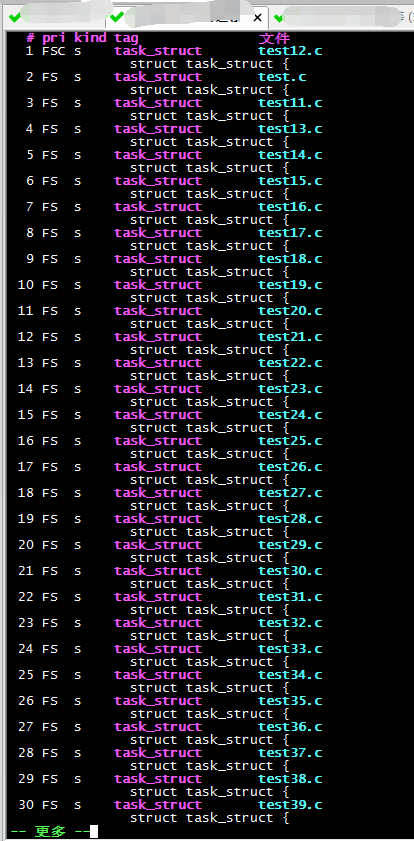 # pri kind tag 文件
1 FSC s task_struct test12.c
struct task_struct {
2 FS s task_struct test.c
struct task_struct {
3 FS s task_struct test11.c
struct task_struct {
4 FS s task_struct test13.c
struct task_struct {
5 FS s task_struct test14.c
struct task_struct {
6 FS s task_struct test15.c
struct task_struct {
7 FS s task_struct test16.c
struct task_struct {
8 FS s task_struct test17.c
struct task_struct {
9 FS s task_struct test18.c
struct task_struct {
10 FS s task_struct test19.c
struct task_struct {
11 FS s task_struct test20.c
struct task_struct {
12 FS s task_struct test21.c
struct task_struct {
13 FS s task_struct test22.c
struct task_struct {
14 FS s task_struct test23.c
struct task_struct {
15 FS s task_struct test24.c
struct task_struct {
16 FS s task_struct test25.c
struct task_struct {
17 FS s task_struct test26.c
struct task_struct {
18 FS s task_struct test27.c
struct task_struct {
19 FS s task_struct test28.c
struct task_struct {
20 FS s task_struct test29.c
struct task_struct {
21 FS s task_struct test30.c
struct task_struct {
22 FS s task_struct test31.c
struct task_struct {
23 FS s task_struct test32.c
struct task_struct {
24 FS s task_struct test33.c
struct task_struct {
25 FS s task_struct test34.c
struct task_struct {
26 FS s task_struct test35.c
struct task_struct {
27 FS s task_struct test36.c
struct task_struct {
28 FS s task_struct test37.c
struct task_struct {
29 FS s task_struct test38.c
struct task_struct {
30 FS s task_struct test39.c
struct task_struct {
-- 更多 --